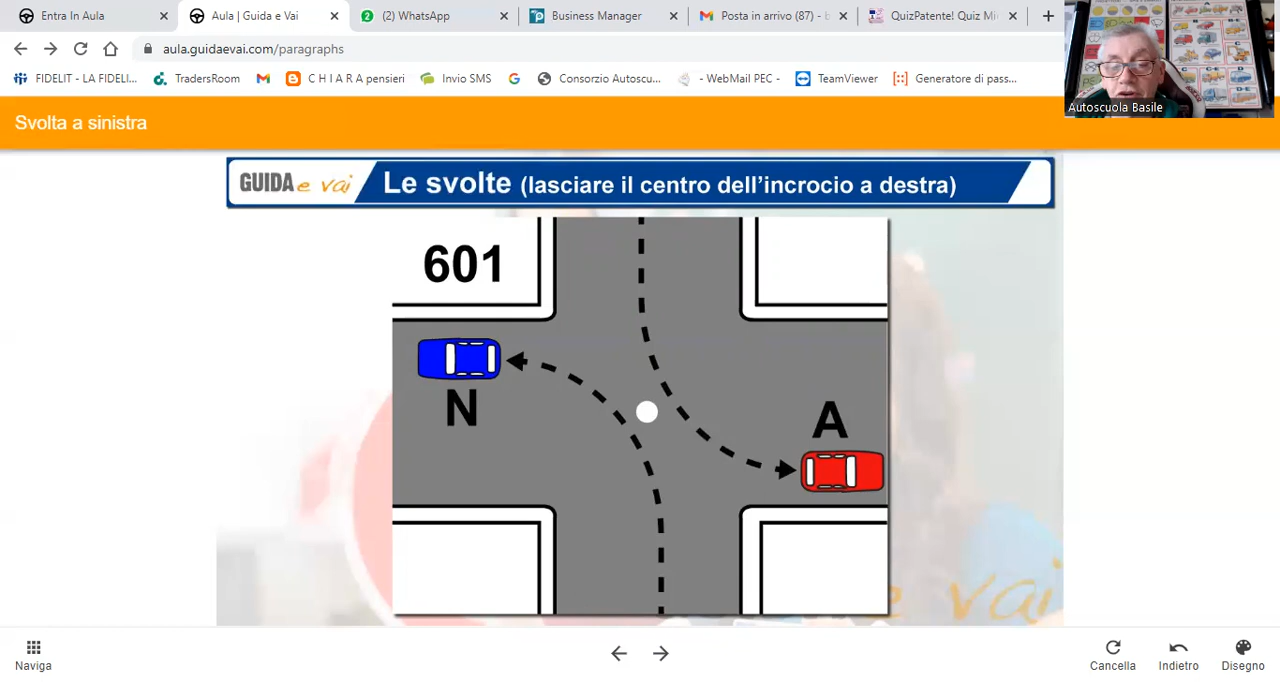 Entra In Aula
Aula | Guida e Vai
2 (2) WhatsApp
Business Manager
Posta in arrivo (87) - b
QuizPatente! Quiz Mi
aula.guidaevai.com/paragraphs
FIDELIT - LA FIDELI...
TradersRoom
C H I A R A pensieri
Invio SMS
Consorzio Autoscu...
- WebMail PEC -
TeamViewer
Generatore di pass...
Autoscuola Basile
Svolta a sinistra
GUIDA e vai
Le svolte (lasciare il centro dell'incrocio a destra)
601
N
A
e vai
Naviga
Cancella
Indietro
Disegno